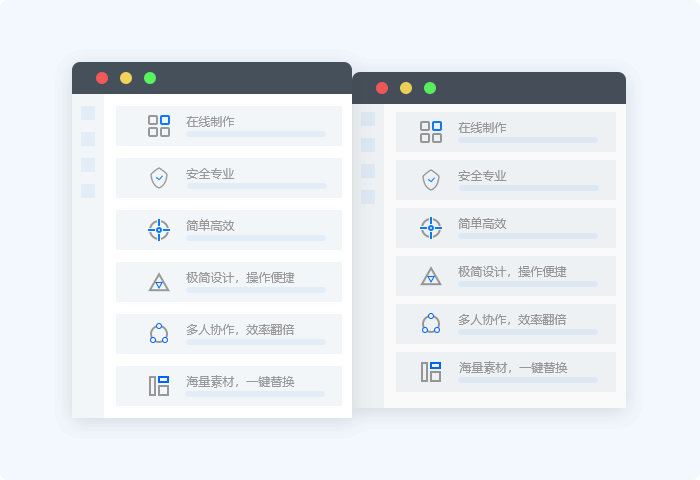 在线制作
安全专业
简单高效
极简设计，操作便捷
多人协作，效率翻倍
海量素材，一键替换
在线制作
安全专业
简单高效
极简设计，操作便捷
多人协作，效率翻倍
海量素材，一键替换